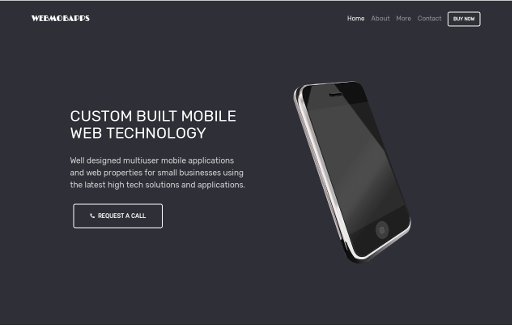 WEBMOBAPPS
Home About More Contact BUY NOW
CUSTOM BUILT MOBILE
WEB TECHNOLOGY
Well designed multiuser mobile applications
and web properties for small businesses using
the latest high tech solutions and applications.
REQUEST A CALL